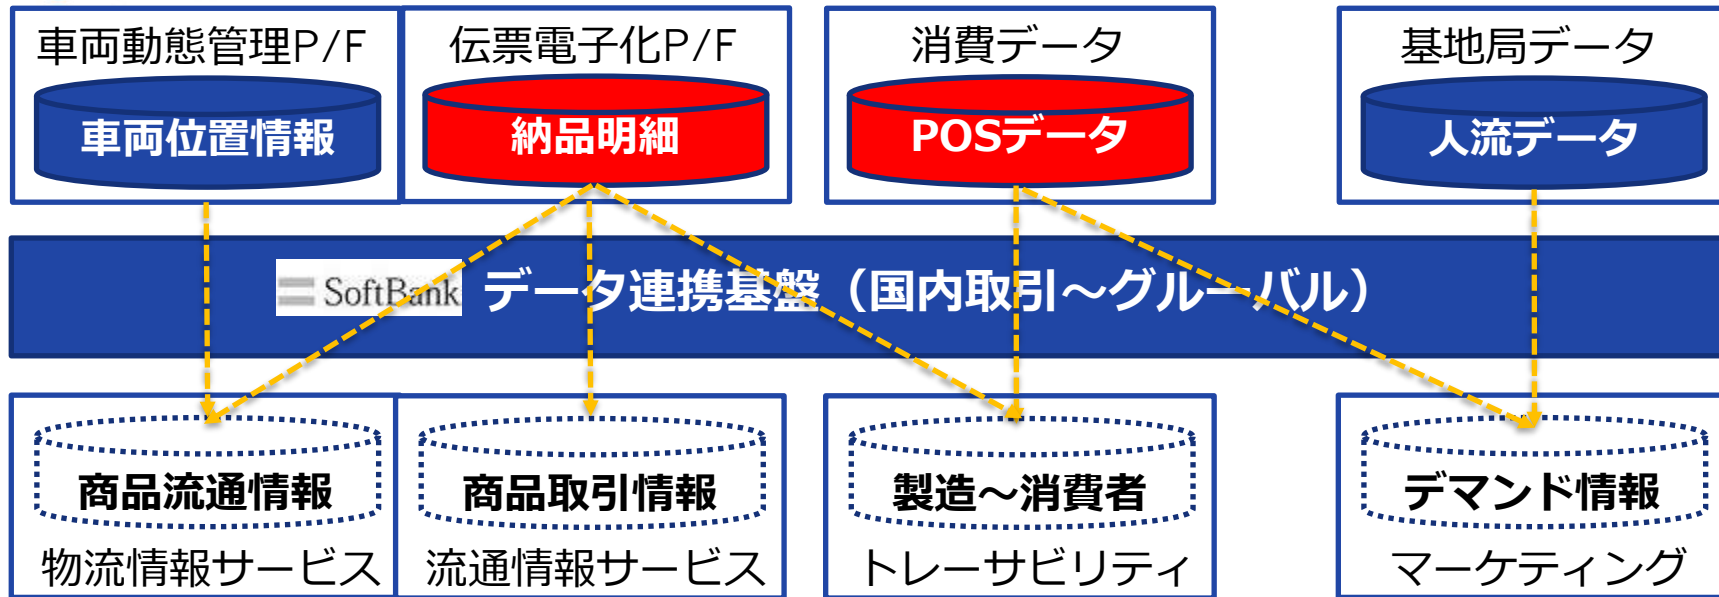 車両動態管理P/F
伝票電子化P/F
消費データ
基地局データ
車両位置情報
納品明細
POSデータ
人流データ
SoftBank データ連携基盤（国内取引～グルーバル）
商品流通情報
商品取引情報
製造～消費者
デマンド情報
物流情報サービス
流通情報サービス
トレーサビリティ
マーケティング